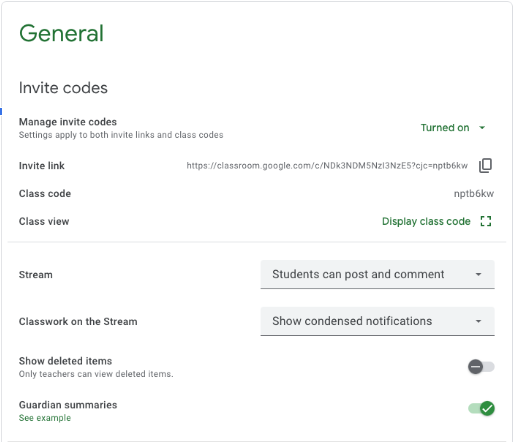 General
Invite codes
Manage invite codes
Settings apply to both invite links and class codes
Turned on
Invite link
https://classroom.google.com/c/NDk3NDM5NzI3NzE5?cjc=nptb6kw
Class code
nptb6kw
Class view
Display class code
Stream
Students can post and comment
Classwork on the Stream
Show condensed notifications
Show deleted items
Only teachers can view deleted items.
Guardian summaries
See example